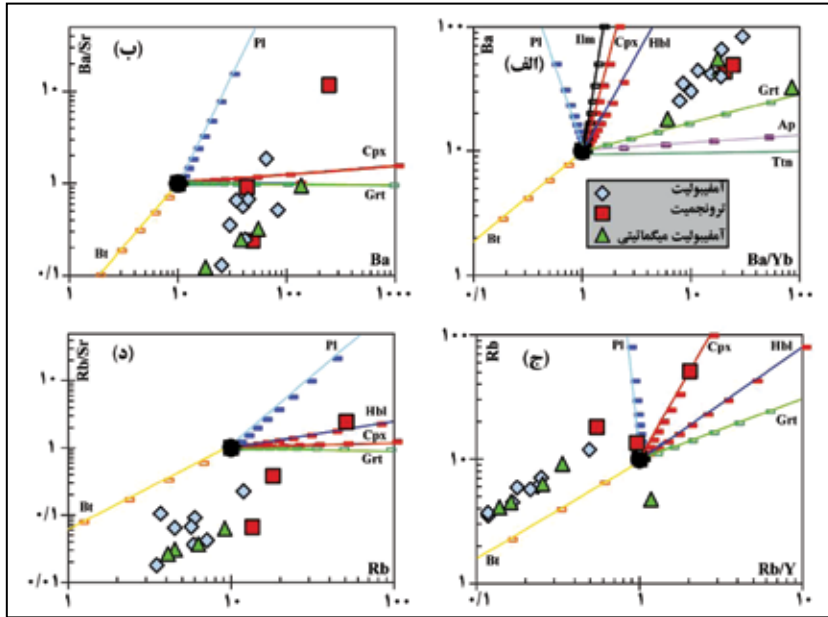 (الف)
Ba
۱۰۰
۱۰
۱
Pl
Ilm
Cpx
Hbl
Grt
Ap
Ttn
Bt
آمفیبولیت
ترونجمیت
آمفیبولیت میگماتیتی
۰/۱ ۱ ۱۰ ۱۰۰
Ba/Yb
(ب)
Ba/Sr
۱۰
۱
۰/۱
Pl
Cpx
Grt
Bt
Ba
۱ ۱۰ ۱۰۰ ۱۰۰۰
(ج)
Rb
۱۰۰
۱۰
۱
Pl
Cpx
Hbl
Grt
Bt
Rb/Y
۰/۱ ۱ ۱۰
(د)
Rb/Sr
۱۰
۱
۰/۱
۰/۰۱
Pl
Hbl
Cpx
Grt
Bt
Rb
۱ ۱۰ ۱۰۰